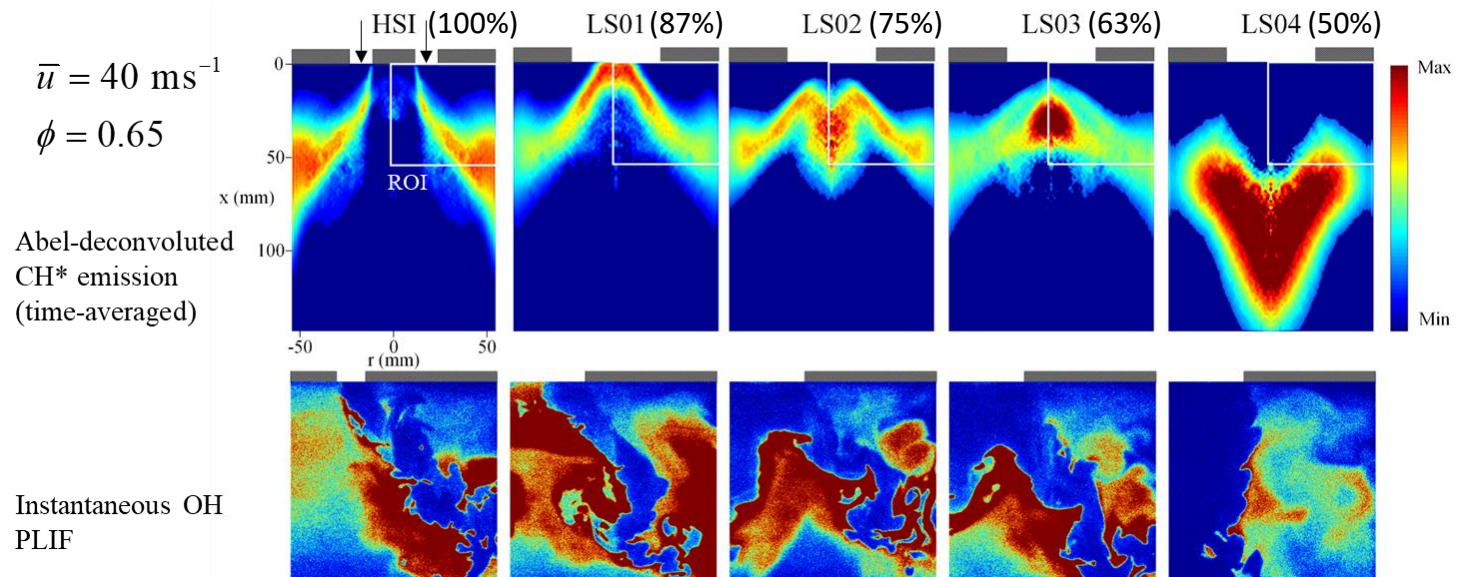 HSI (100%)
LS01 (87%)
LS02 (75%)
LS03 (63%)
LS04 (50%)
u̅ = 40 ms⁻¹
ϕ = 0.65
Abel-deconvoluted
CH* emission
(time-averaged)
0
50
100
x (mm)
ROI
-50
0
50
r (mm)
Max
Min
Instantaneous OH
PLIF